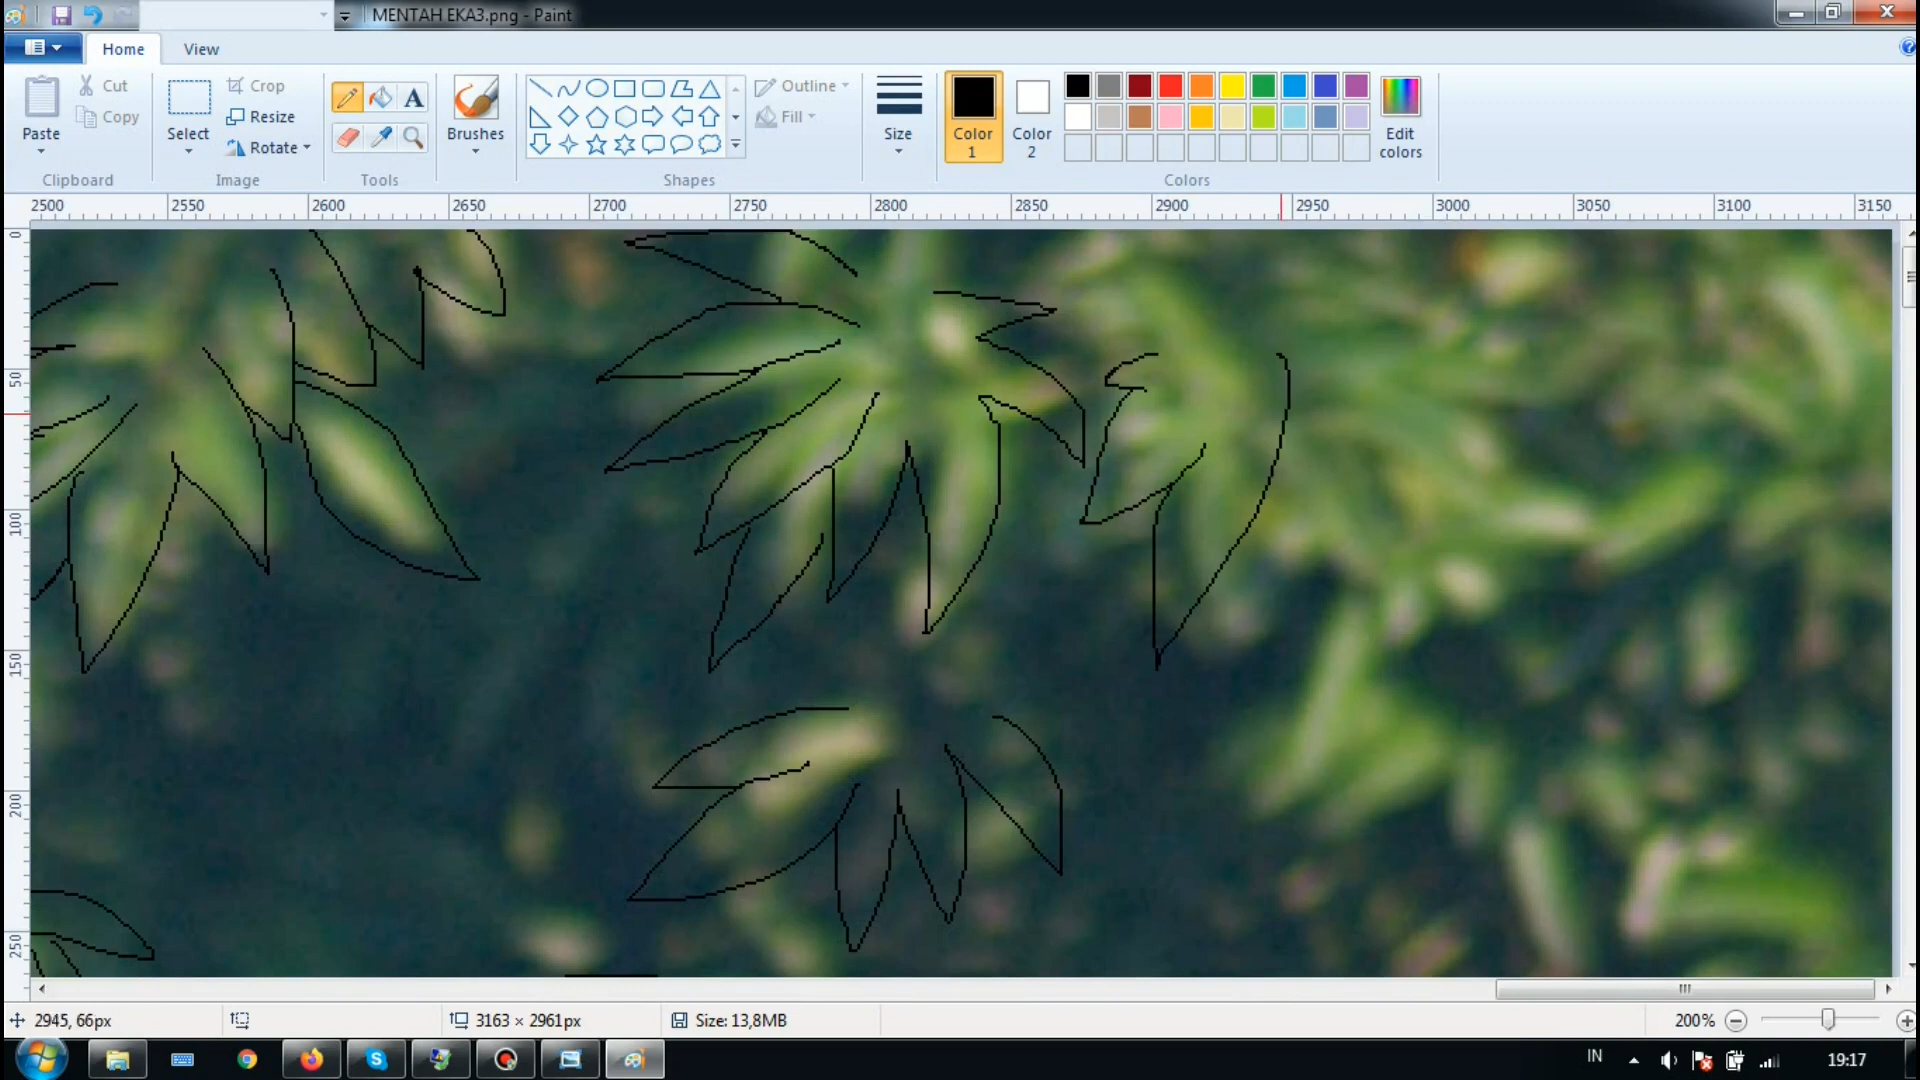 MENTAH EKA3.png - Paint
Home View
Paste
Cut
Copy
Clipboard
Select
Crop
Resize
Rotate
Image
A
Tools
Brushes
Outline
Fill
Shapes
Size
Color 1
Color 2
Edit colors
Colors
2500 2550 2600 2650 2700 2750 2800 2850 2900 2950 3000 3050 3100 3150
0
50
100
150
200
250
2945, 66px 3163 × 2961px Size: 13,8MB 200%
IN 19:17